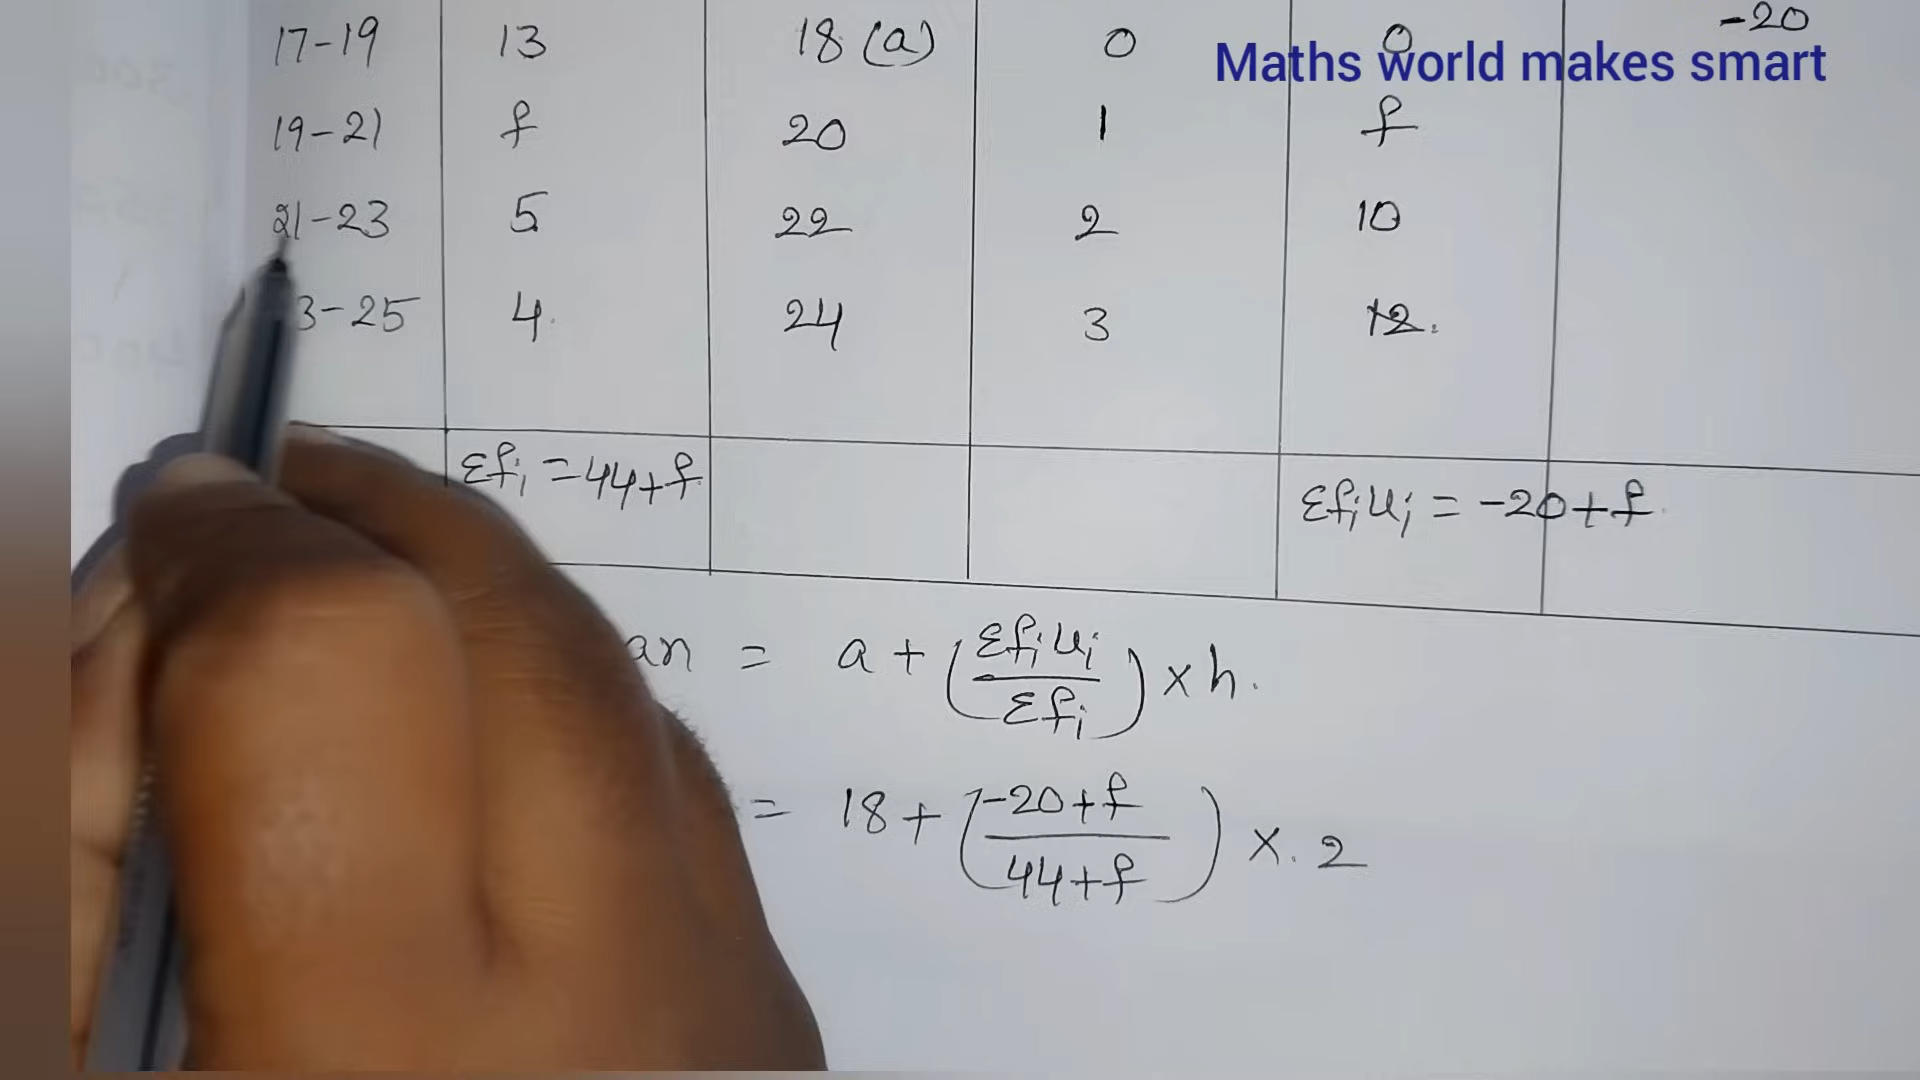 17-19 13 18 (a) 0 0 -20
Maths world makes smart
19-21 f 20 1 f
21-23 5 22 2 10
3-25 4 24 3 12.
Σfi = 44+f Σfiui = -20+f
an = a + (Σfiui / Σfi) × h.
= 18 + (-20+f / 44+f) × 2